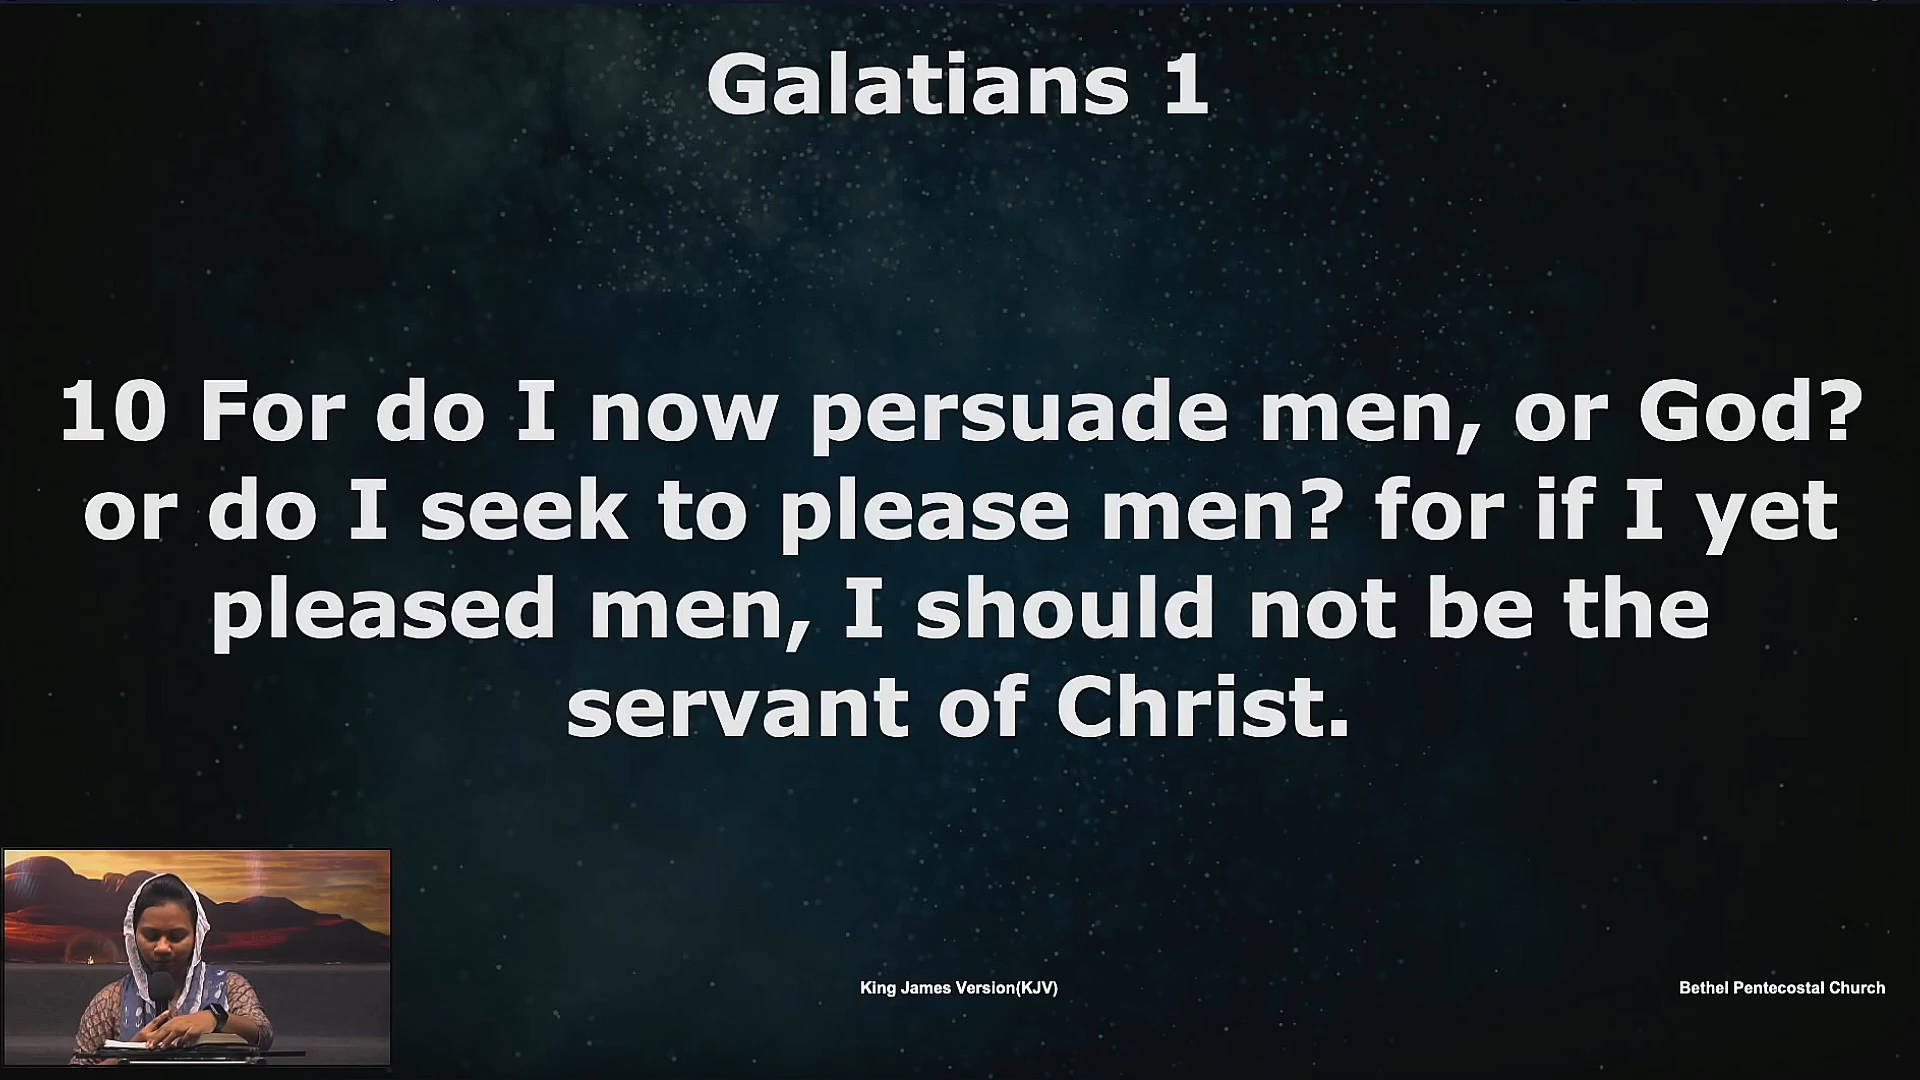 Galatians 1
10 For do I now persuade men, or God?
or do I seek to please men? for if I yet
pleased men, I should not be the
servant of Christ.
King James Version(KJV)
Bethel Pentecostal Church